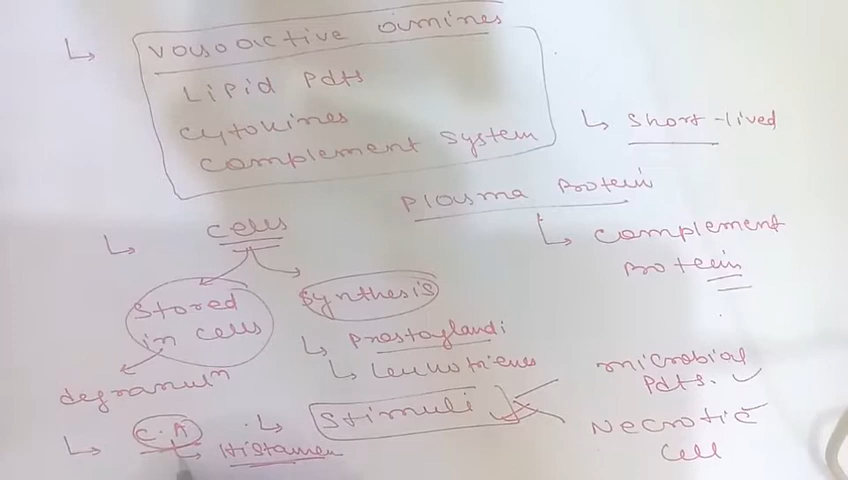 vasoactive amines
Lipid Pdts
cytokines
complement system
short-lived
plasma protein
complement
protein
cells
stored
in cells
synthesis
Prostaglandi
Leukotrienes
degranuln
stimuli
microbial
Pdts.
Necrotic
cell
C.A
Histamen